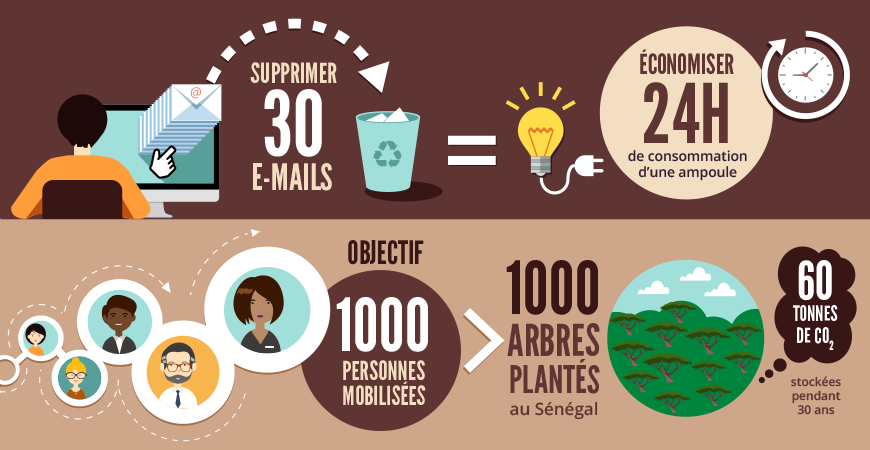 SUPPRIMER
30
E-MAILS
@
ÉCONOMISER
24H
de consommation
d'une ampoule
OBJECTIF
1000
PERSONNES
MOBILISÉES
1000
ARBRES
PLANTÉS
au Sénégal
60
TONNES
DE CO₂
stockées
pendant
30 ans